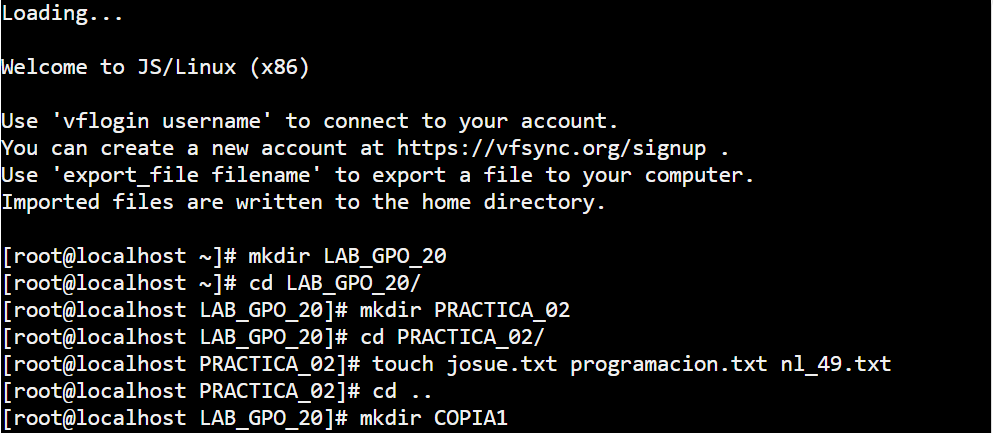 Loading...
Welcome to JS/Linux (x86)
Use 'vflogin username' to connect to your account.
You can create a new account at https://vfsync.org/signup .
Use 'export_file filename' to export a file to your computer.
Imported files are written to the home directory.
[root@localhost ~]# mkdir LAB_GPO_20
[root@localhost ~]# cd LAB_GPO_20/
[root@localhost LAB_GPO_20]# mkdir PRACTICA_02
[root@localhost LAB_GPO_20]# cd PRACTICA_02/
[root@localhost PRACTICA_02]# touch josue.txt programacion.txt nl_49.txt
[root@localhost PRACTICA_02]# cd ..
[root@localhost LAB_GPO_20]# mkdir COPIA1